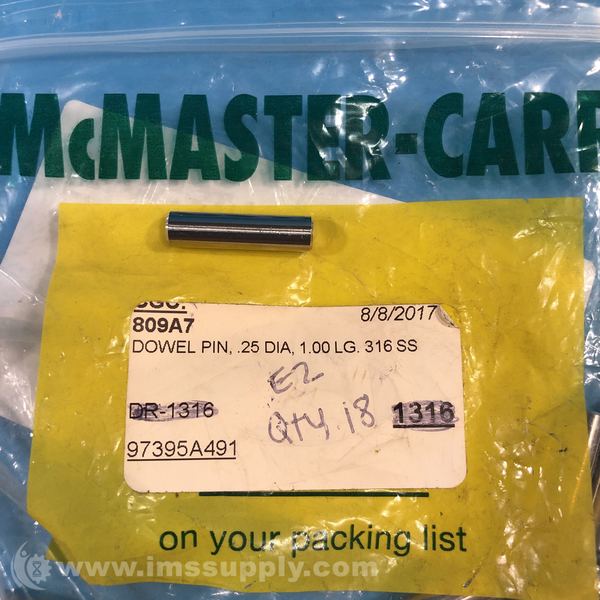 McMASTER-CARR
8/8/2017
809A7
DOWEL PIN, .25 DIA, 1.00 LG. 316 SS
E2
DR-1316
Qty 18
1316
97395A491
on your packing list
www.imssupply.com